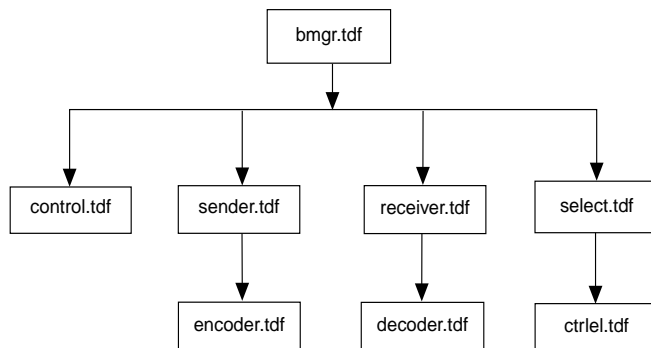 bmgr.tdf
control.tdf
sender.tdf
receiver.tdf
select.tdf
encoder.tdf
decoder.tdf
ctrlel.tdf